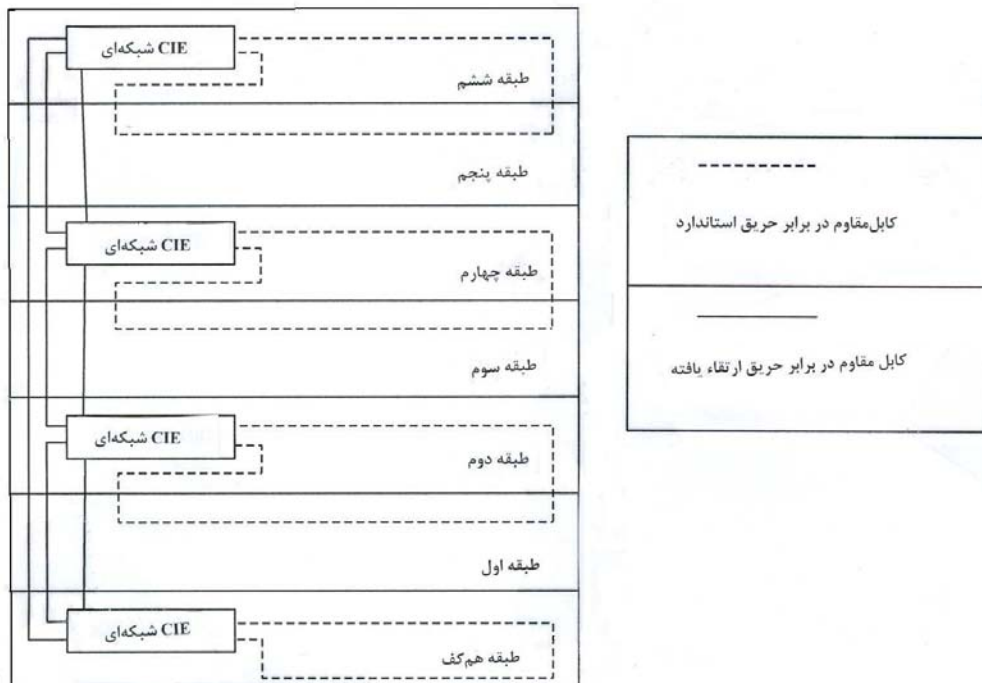 CIE شبکه‌ای
طبقه ششم
طبقه پنجم
CIE شبکه‌ای
طبقه چهارم
طبقه سوم
CIE شبکه‌ای
طبقه دوم
طبقه اول
CIE شبکه‌ای
طبقه هم‌کف
کابل‌مقاوم در برابر حریق استاندارد
کابل مقاوم در برابر حریق ارتقاء یافته